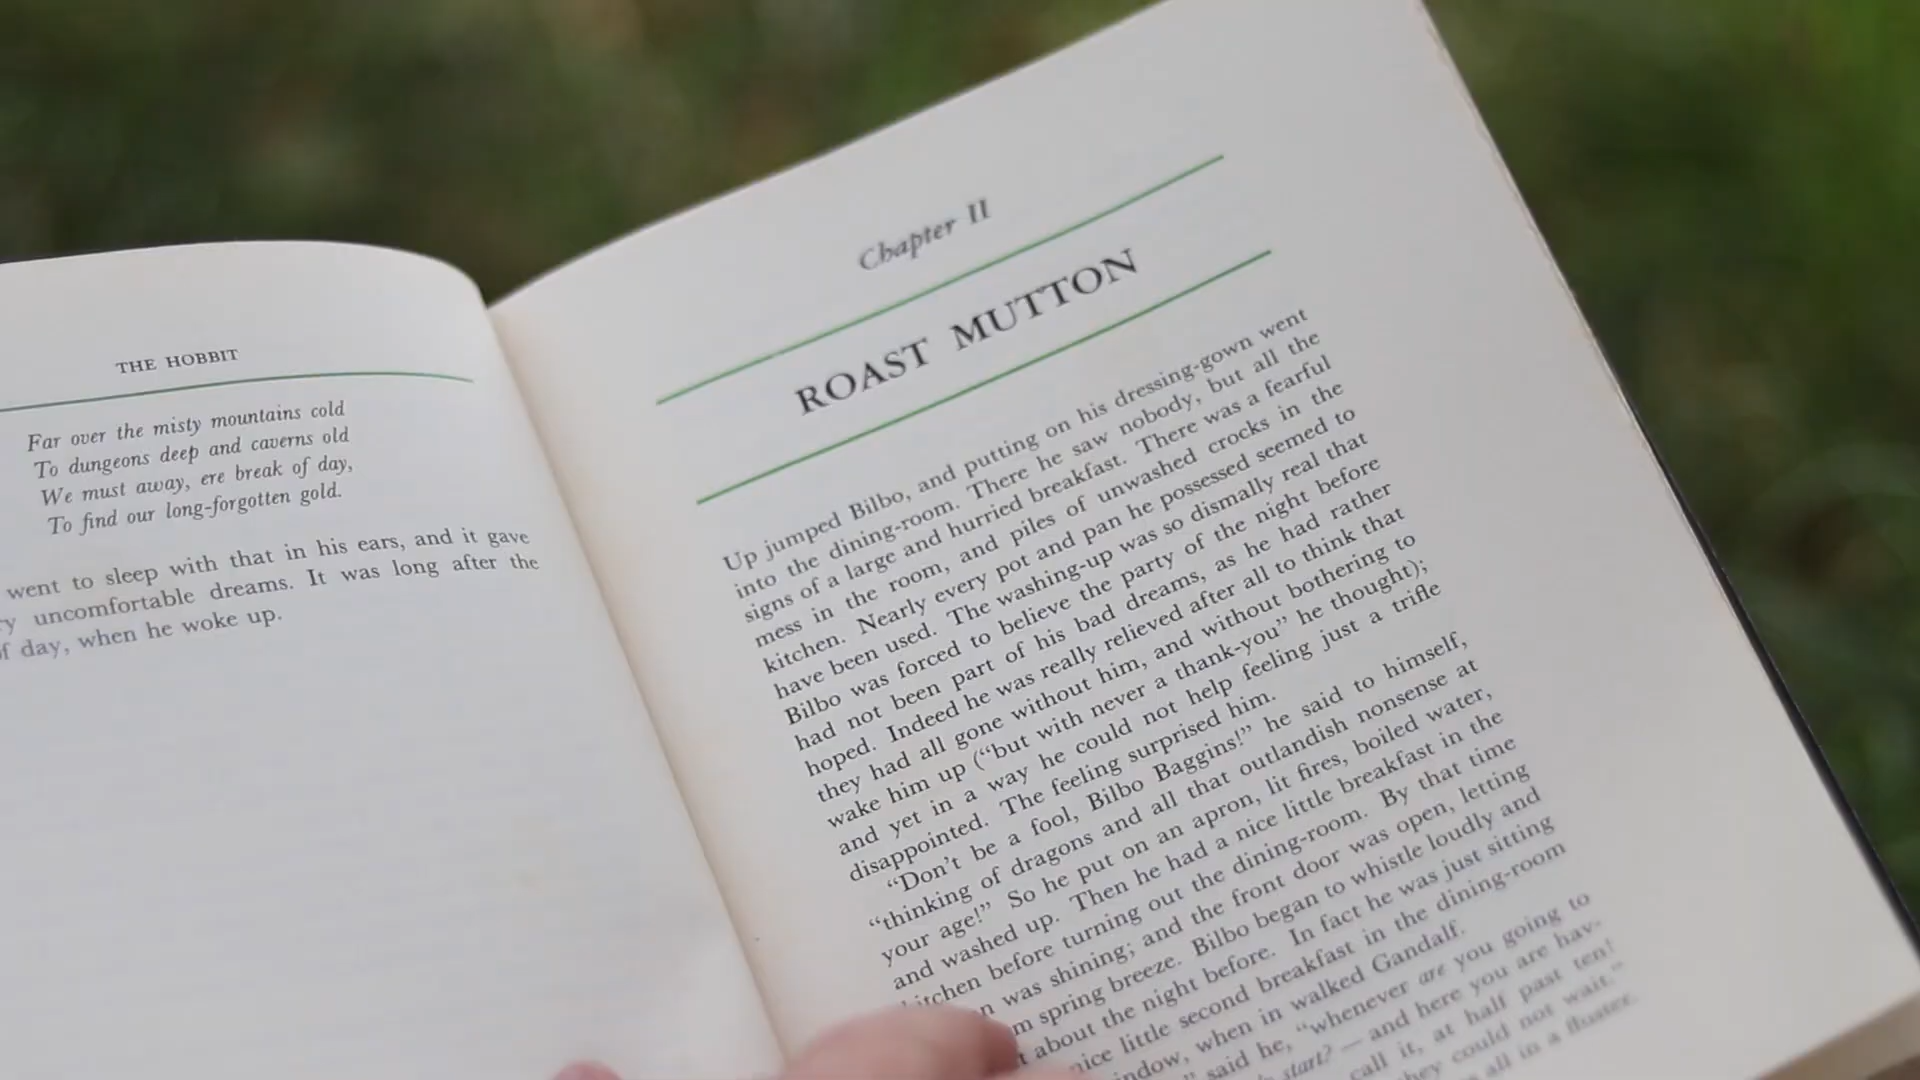 THE HOBBIT
Far over the misty mountains cold
To dungeons deep and caverns old
We must away, ere break of day,
To find our long-forgotten gold.
went to sleep with that in his ears, and it gave
uncomfortable dreams. It was long after the
of day, when he woke up.
Chapter II
ROAST MUTTON
Up jumped Bilbo, and putting on his dressing-gown went
into the dining-room. There he saw nobody, but all the
signs of a large and hurried breakfast. There was a fearful
mess in the room, and piles of unwashed crocks in the
kitchen. Nearly every pot and pan he possessed seemed to
have been used. The washing-up was so dismally real that
Bilbo was forced to believe the party of the night before
had not been part of his bad dreams, as he had rather
hoped. Indeed he was really relieved after all to think that
they had all gone without him, and without bothering to
wake him up (“but with never a thank-you” he thought);
and yet in a way he could not help feeling just a trifle
disappointed. The feeling surprised him.
“Don’t be a fool, Bilbo Baggins!” he said to himself,
“thinking of dragons and all that outlandish nonsense at
your age!” So he put on an apron, lit fires, boiled water,
and washed up. Then he had a nice little breakfast in the
kitchen before turning out the dining-room. By that time
was shining; and the front door was open, letting
spring breeze. Bilbo began to whistle loudly and
about the night before. In fact he was just sitting
nice little second breakfast in the dining-room
when in walked Gandalf.
said he, “whenever are you going to
start? — and here you are hav-
call it, at half past ten!
they could not wait.”
all in a fluster.